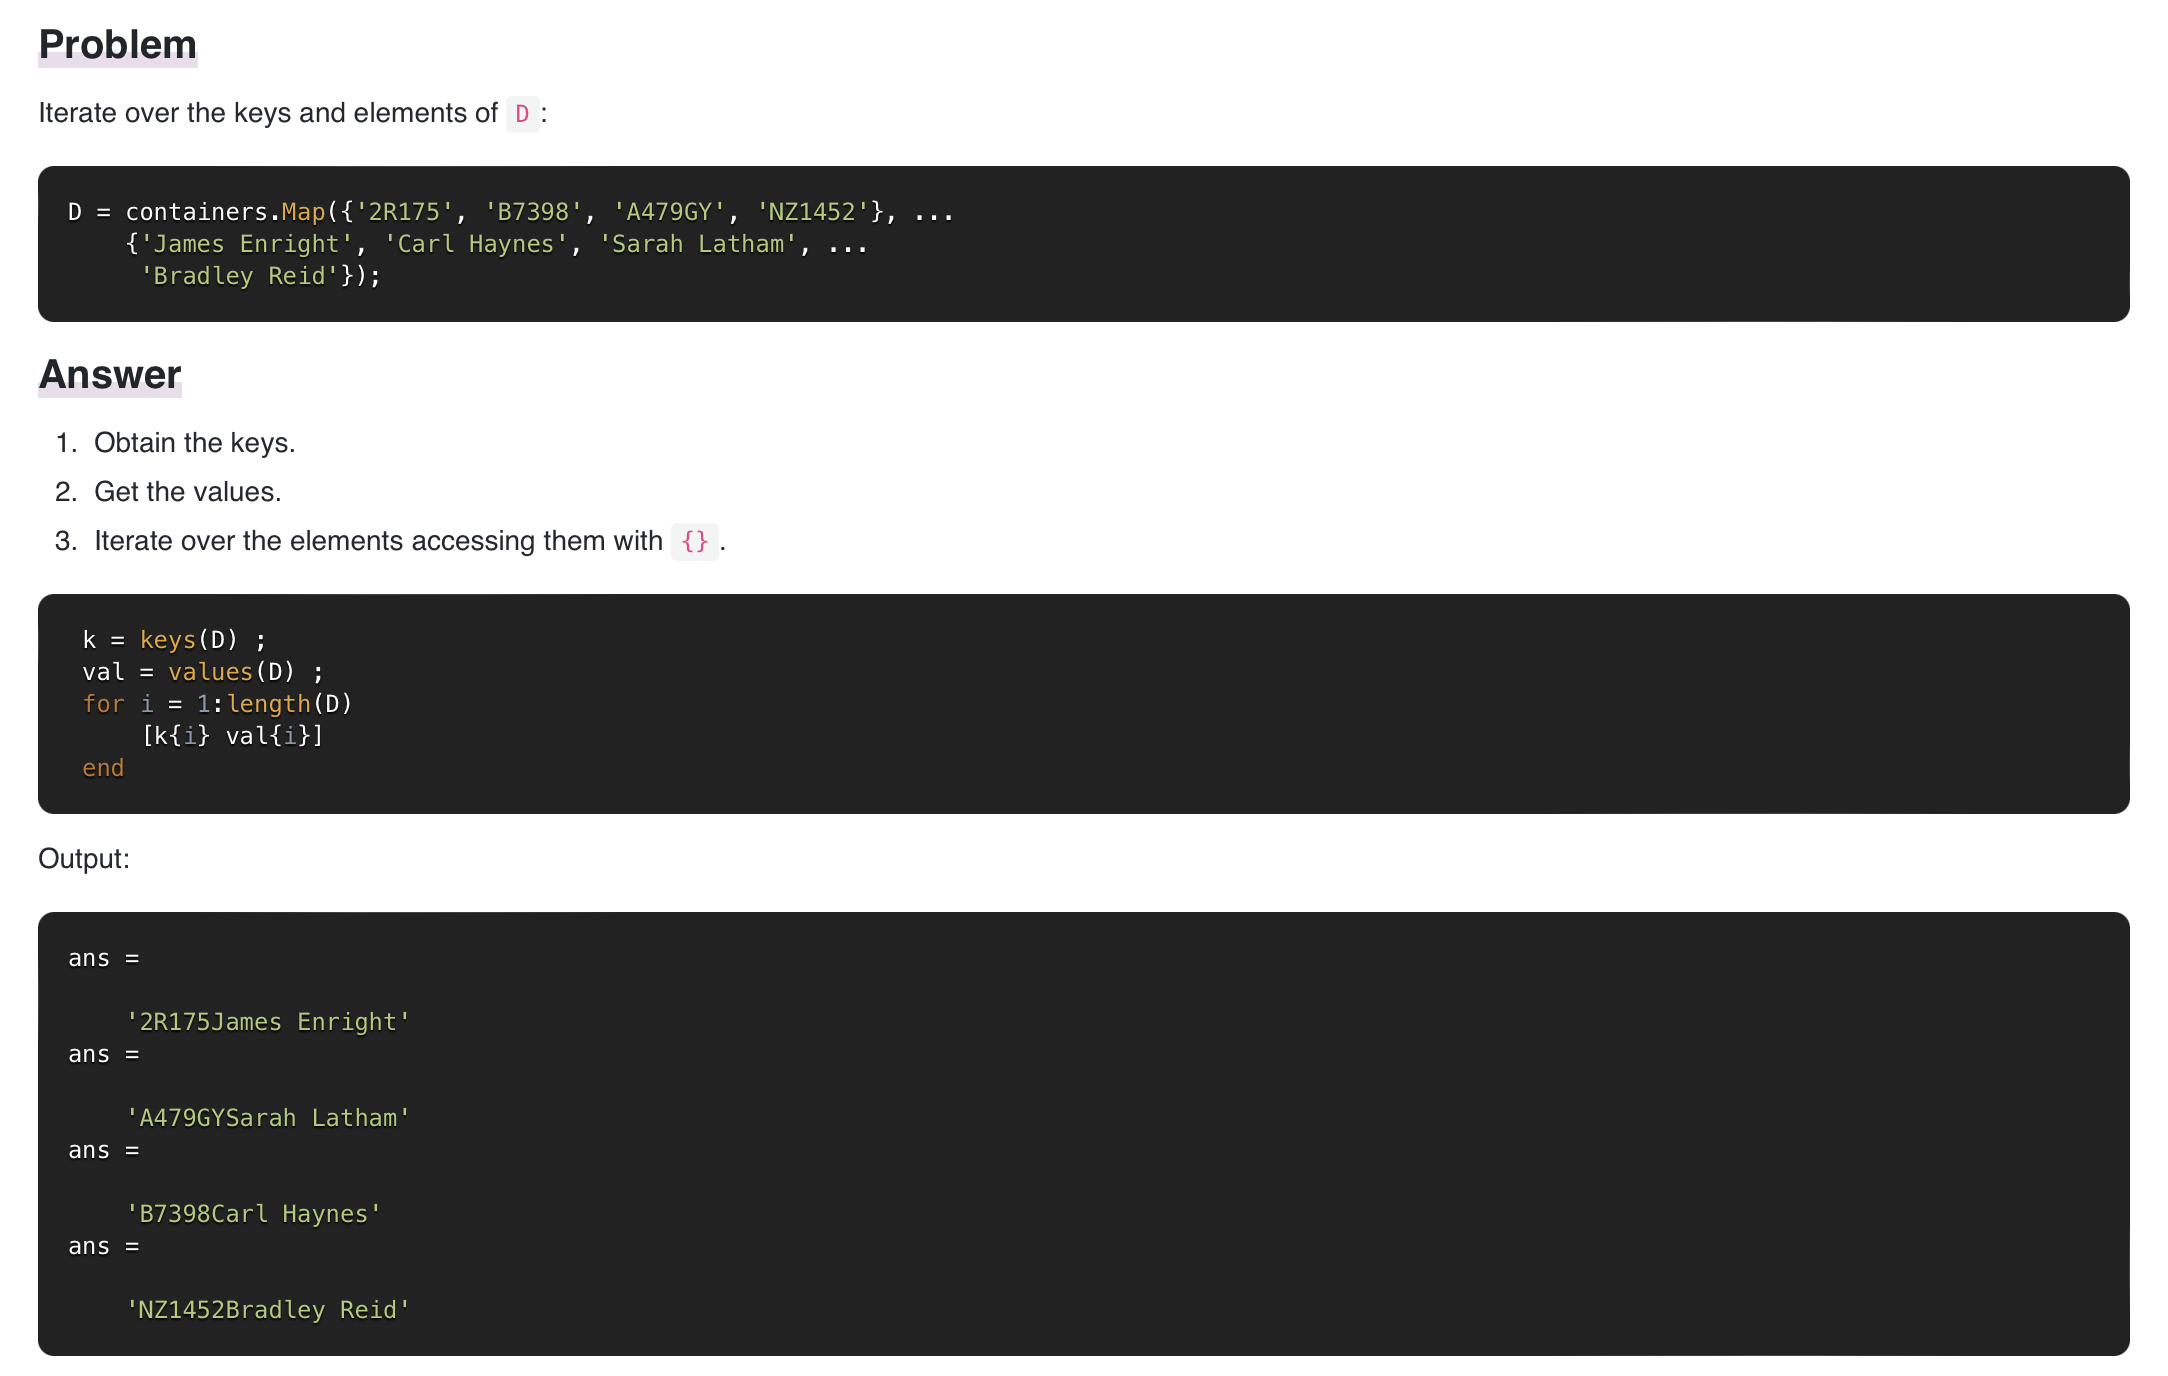 Problem
Iterate over the keys and elements of D:
D = containers.Map({'2R175', 'B7398', 'A479GY', 'NZ1452'}, ...
    {'James Enright', 'Carl Haynes', 'Sarah Latham', ...
     'Bradley Reid'});
Answer
1. Obtain the keys.
2. Get the values.
3. Iterate over the elements accessing them with {}.
 k = keys(D) ;
 val = values(D) ;
 for i = 1:length(D)
     [k{i} val{i}]
 end
Output:
ans =
    '2R175James Enright'
ans =
    'A479GYSarah Latham'
ans =
    'B7398Carl Haynes'
ans =
    'NZ1452Bradley Reid'